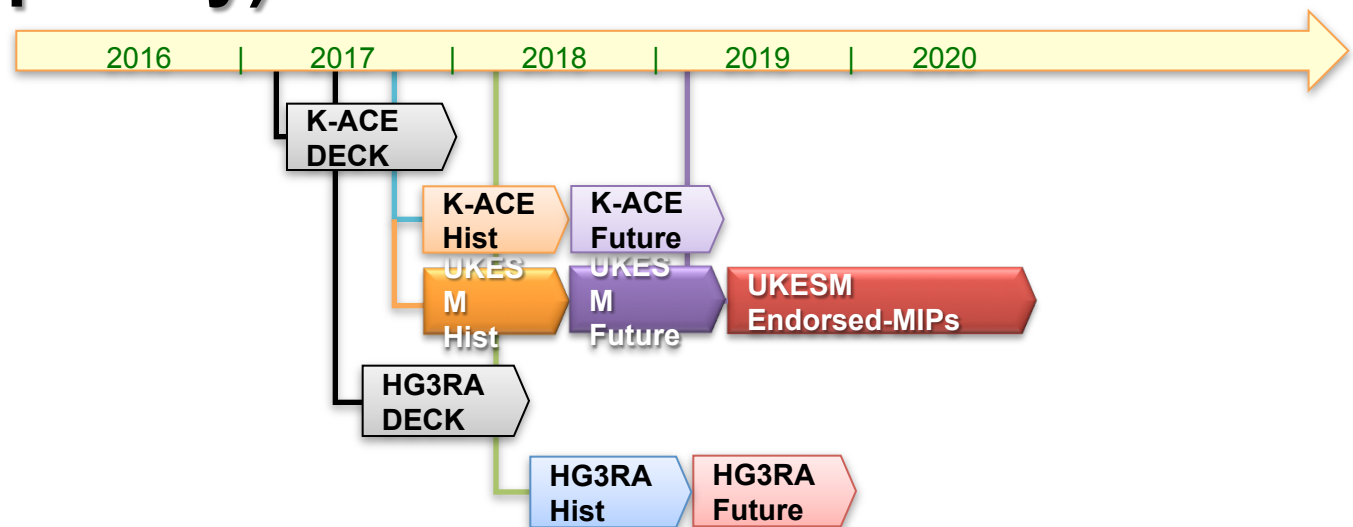 2016 | 2017 | 2018 | 2019 | 2020
K-ACE
DECK
K-ACE
Hist
K-ACE
Future
UKES
M
Hist
UKES
M
Future
UKESM
Endorsed-MIPs
HG3RA
DECK
HG3RA
Hist
HG3RA
Future